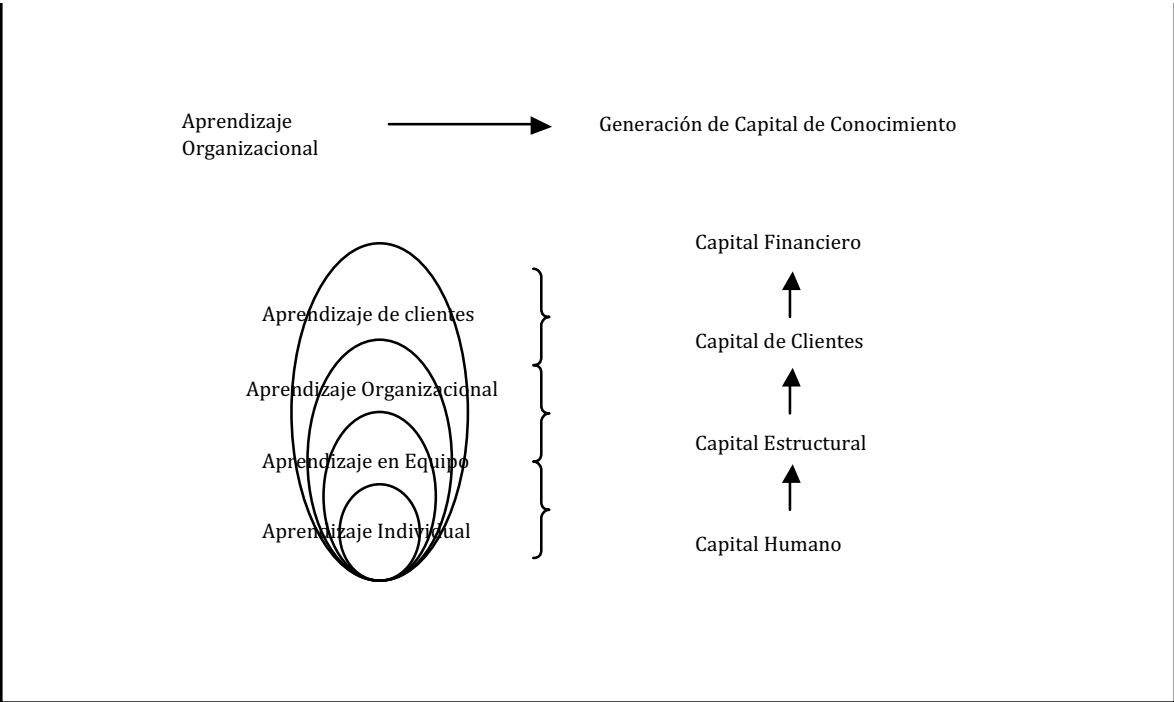 Aprendizaje
Organizacional
Generación de Capital de Conocimiento
Aprendizaje de clientes
Aprendizaje Organizacional
Aprendizaje en Equipo
Aprendizaje Individual
Capital Financiero
Capital de Clientes
Capital Estructural
Capital Humano